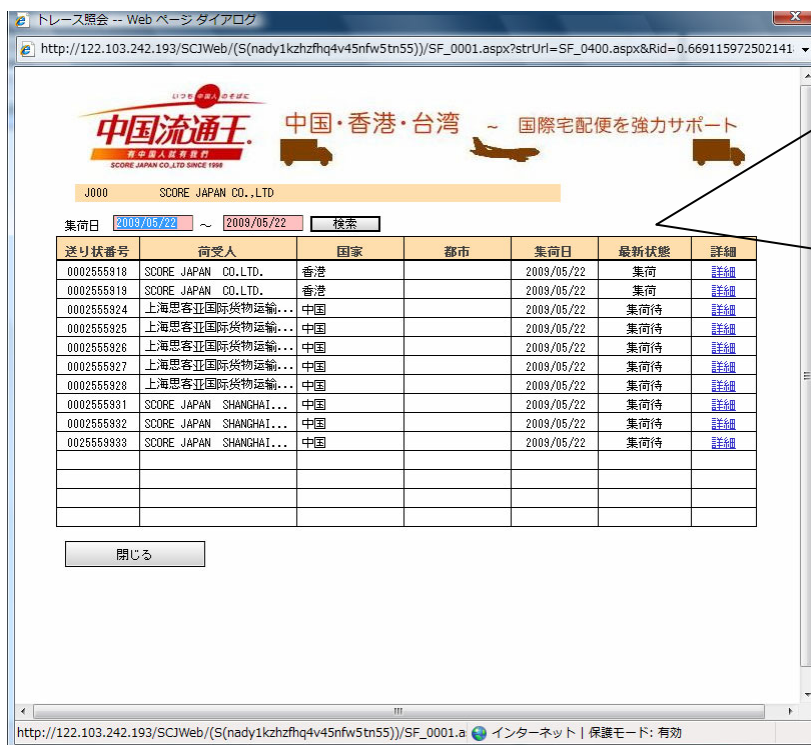 トレース照会 -- Web ページ ダイアログ
http://122.103.242.193/SCJWeb/(S(nady1kzhzfhq4v45nfw5tn55))/SF_0001.aspx?strUrl=SF_0400.aspx&Rid=0.669115972502141
いつも中国人のそばに
中国流通王.
有中国人就有我們
SCORE JAPAN CO.,LTD SINCE 1998
中国・香港・台湾 ~ 国際宅配便を強力サポート
J000 SCORE JAPAN CO.,LTD
集荷日 2009/05/22 ~ 2009/05/22 検索
送り状番号 荷受人 国家 都市 集荷日 最新状態 詳細
0002555918 SCORE JAPAN CO.LTD. 香港 2009/05/22 集荷 詳細
0002555919 SCORE JAPAN CO.LTD. 香港 2009/05/22 集荷 詳細
0002555924 上海思客亚国际货物运输... 中国 2009/05/22 集荷待 詳細
0002555925 上海思客亚国际货物运输... 中国 2009/05/22 集荷待 詳細
0002555926 上海思客亚国际货物运输... 中国 2009/05/22 集荷待 詳細
0002555927 上海思客亚国际货物运输... 中国 2009/05/22 集荷待 詳細
0002555928 上海思客亚国际货物运输... 中国 2009/05/22 集荷待 詳細
0002555931 SCORE JAPAN SHANGHAI... 中国 2009/05/22 集荷待 詳細
0002555932 SCORE JAPAN SHANGHAI... 中国 2009/05/22 集荷待 詳細
0025559933 SCORE JAPAN SHANGHAI... 中国 2009/05/22 集荷待 詳細
閉じる
http://122.103.242.193/SCJWeb/(S(nady1kzhzfhq4v45nfw5tn55))/SF_0001.a インターネット | 保護モード: 有効